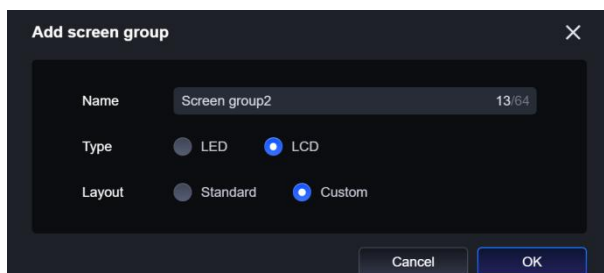 Add screen group
Name Screen group2 13/64
Type LED LCD
Layout Standard Custom
Cancel OK